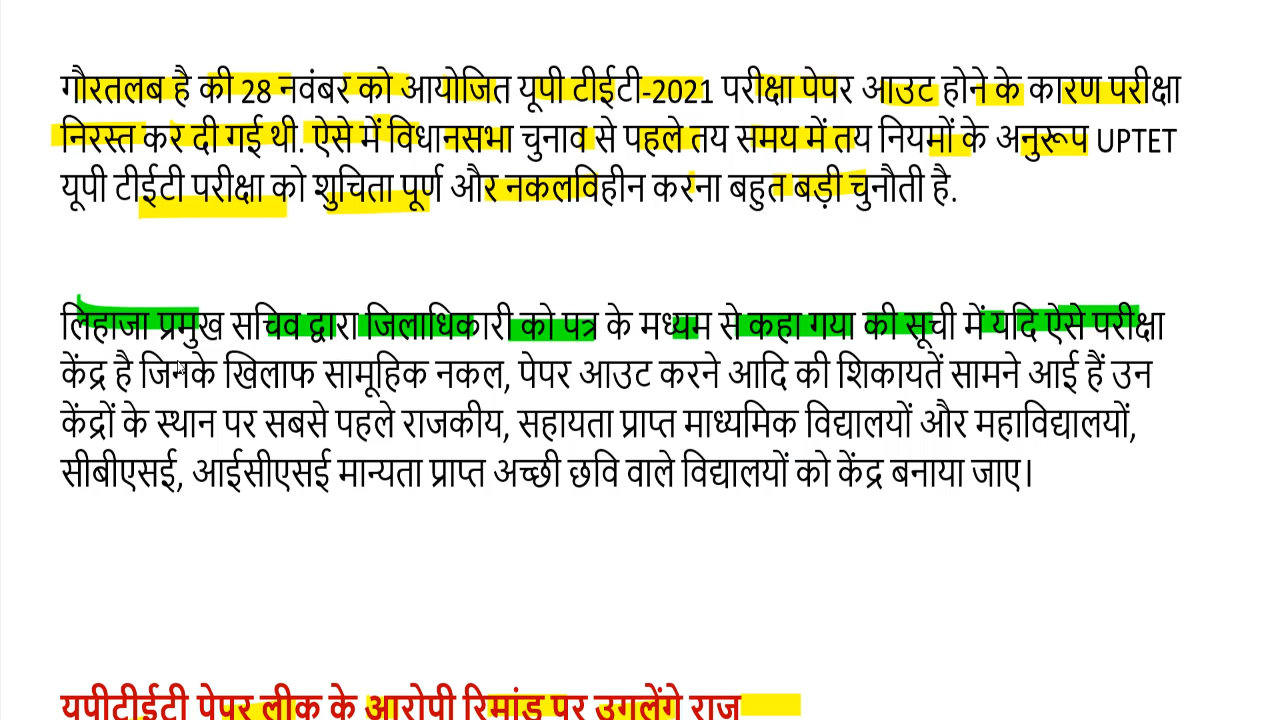 गौरतलब है की 28 नवंबर को आयोजित यूपी टीईटी-2021 परीक्षा पेपर आउट होने के कारण परीक्षा
निरस्त कर दी गई थी. ऐसे में विधानसभा चुनाव से पहले तय समय में तय नियमों के अनुरूप UPTET
यूपी टीईटी परीक्षा को शुचिता पूर्ण और नकलविहीन करना बहुत बड़ी चुनौती है.
लिहाजा प्रमुख सचिव द्वारा जिलाधिकारी को पत्र के मध्यम से कहा गया की सूची में यदि ऐसे परीक्षा
केंद्र है जिनके खिलाफ सामूहिक नकल, पेपर आउट करने आदि की शिकायतें सामने आई हैं उन
केंद्रों के स्थान पर सबसे पहले राजकीय, सहायता प्राप्त माध्यमिक विद्यालयों और महाविद्यालयों,
सीबीएसई, आईसीएसई मान्यता प्राप्त अच्छी छवि वाले विद्यालयों को केंद्र बनाया जाए।
यूपीटीईटी पेपर लीक के आरोपी रिमांड पर उगलेंगे राज